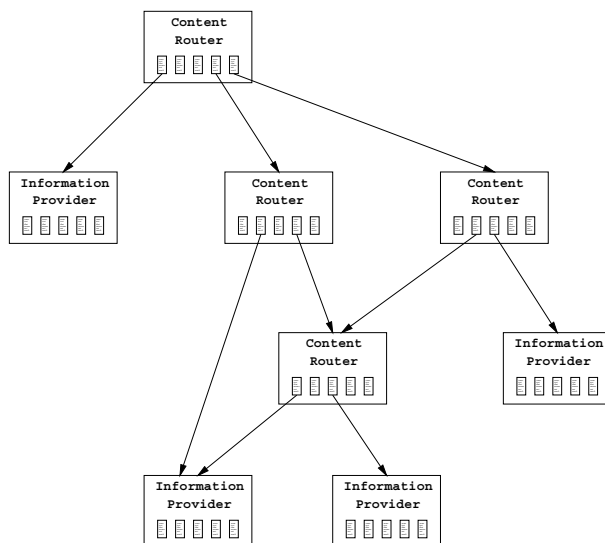 Content
Router
Information
Provider
Content
Router
Content
Router
Content
Router
Information
Provider
Information
Provider
Information
Provider